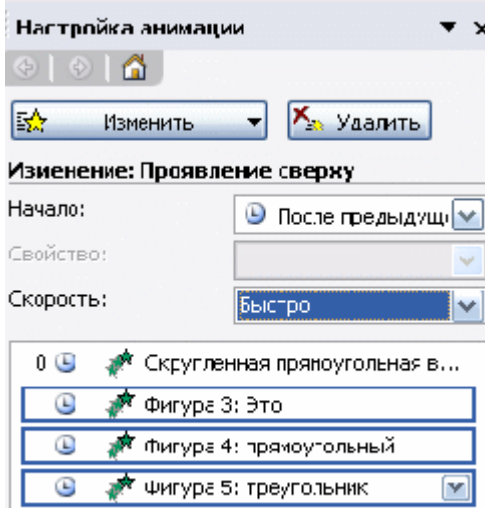 Настройка анимации
Изменить Удалить
Изменение: Проявление сверху
Начало: После предыдущ
Свойство:
Скорость: Быстро
0 Скругленная прямоугольная в...
Фигура 3: Это
Фигура 4: прямоугольный
Фигура 5: треугольник